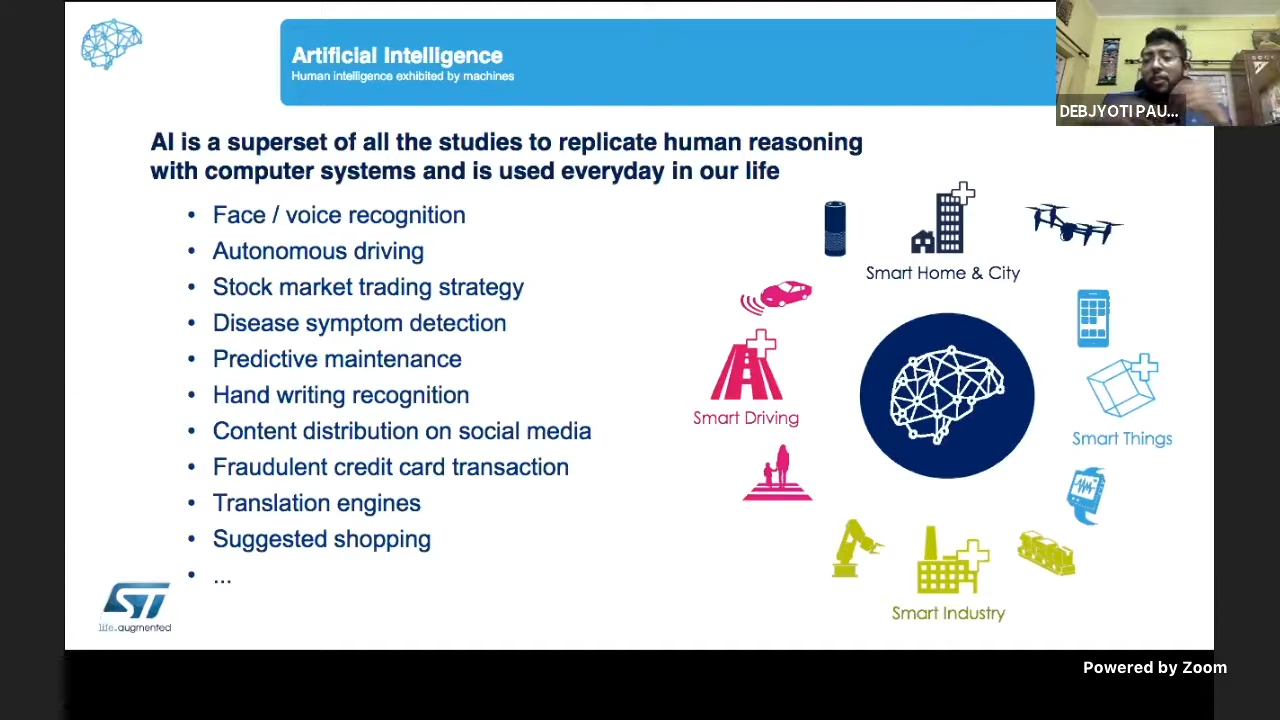 Artificial Intelligence
Human intelligence exhibited by machines
DEBJYOTI PAU...
AI is a superset of all the studies to replicate human reasoning
with computer systems and is used everyday in our life
• Face / voice recognition
• Autonomous driving
• Stock market trading strategy
• Disease symptom detection
• Predictive maintenance
• Hand writing recognition
• Content distribution on social media
• Fraudulent credit card transaction
• Translation engines
• Suggested shopping
• ...
Smart Home & City
Smart Driving
Smart Things
Smart Industry
ST
life.augmented
Powered by Zoom